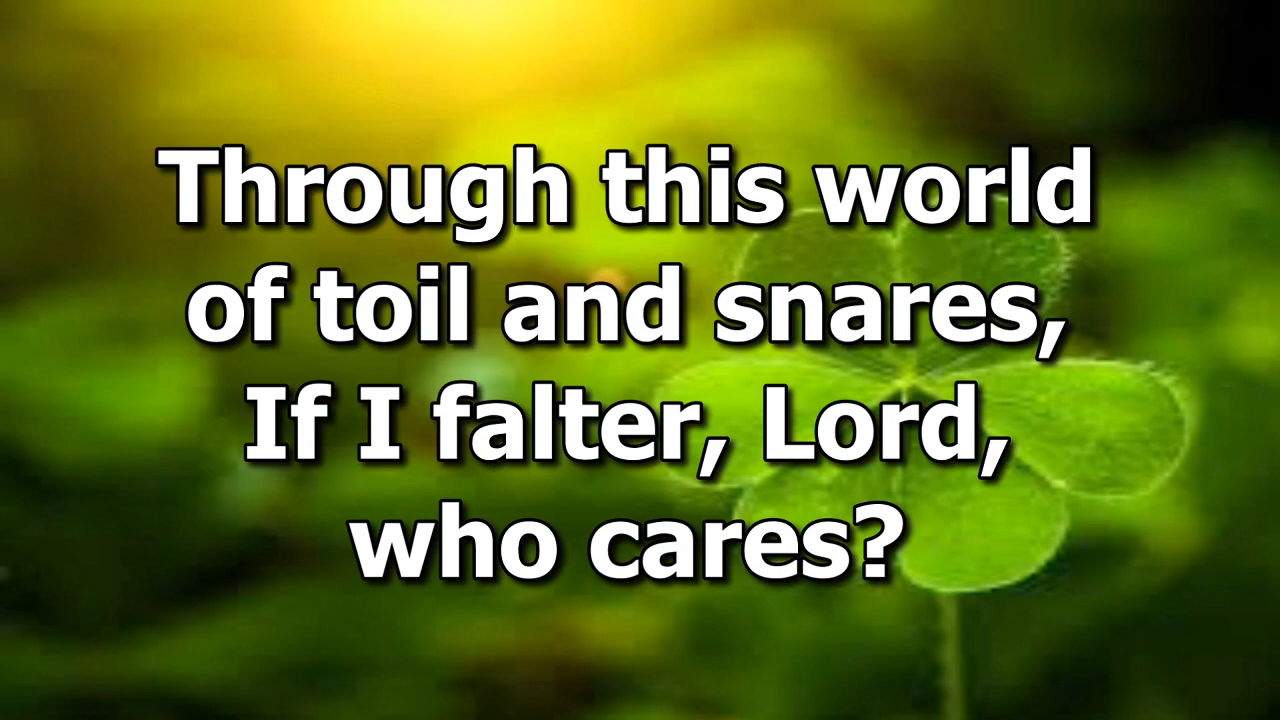 Through this world
of toil and snares,
If I falter, Lord,
who cares?